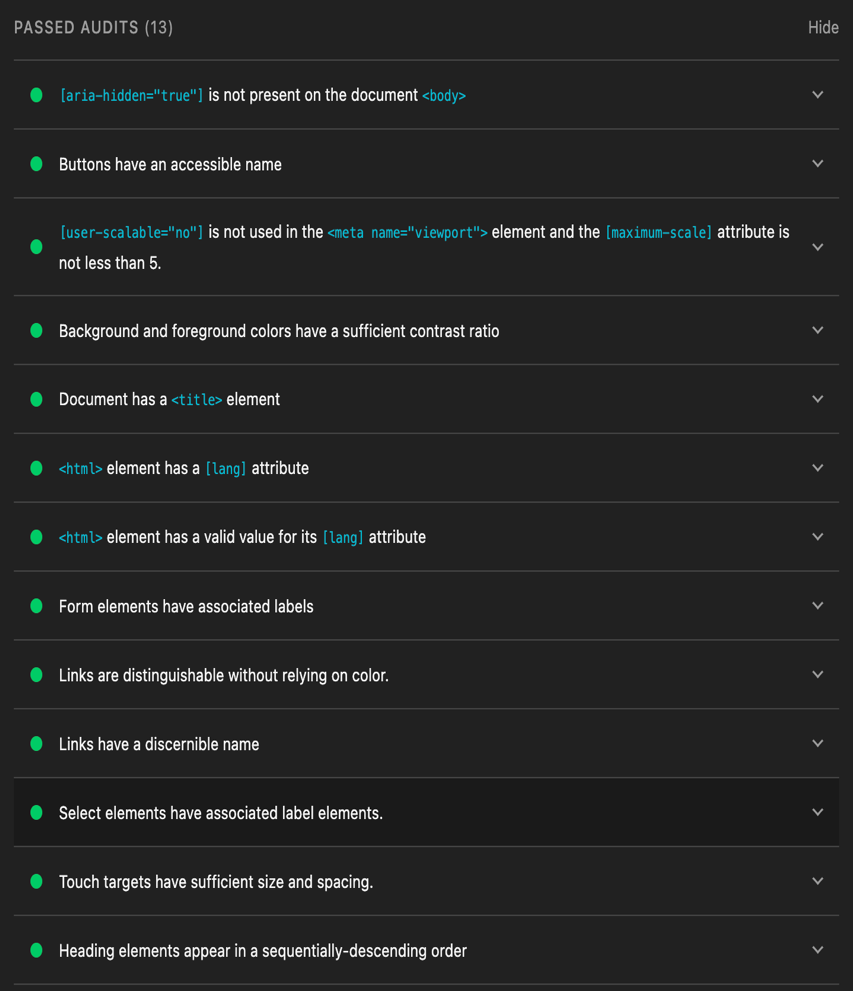 PASSED AUDITS (13)
Hide
[aria-hidden="true"] is not present on the document <body>
Buttons have an accessible name
[user-scalable="no"] is not used in the <meta name="viewport"> element and the [maximum-scale] attribute is
not less than 5.
Background and foreground colors have a sufficient contrast ratio
Document has a <title> element
<html> element has a [lang] attribute
<html> element has a valid value for its [lang] attribute
Form elements have associated labels
Links are distinguishable without relying on color.
Links have a discernible name
Select elements have associated label elements.
Touch targets have sufficient size and spacing.
Heading elements appear in a sequentially-descending order